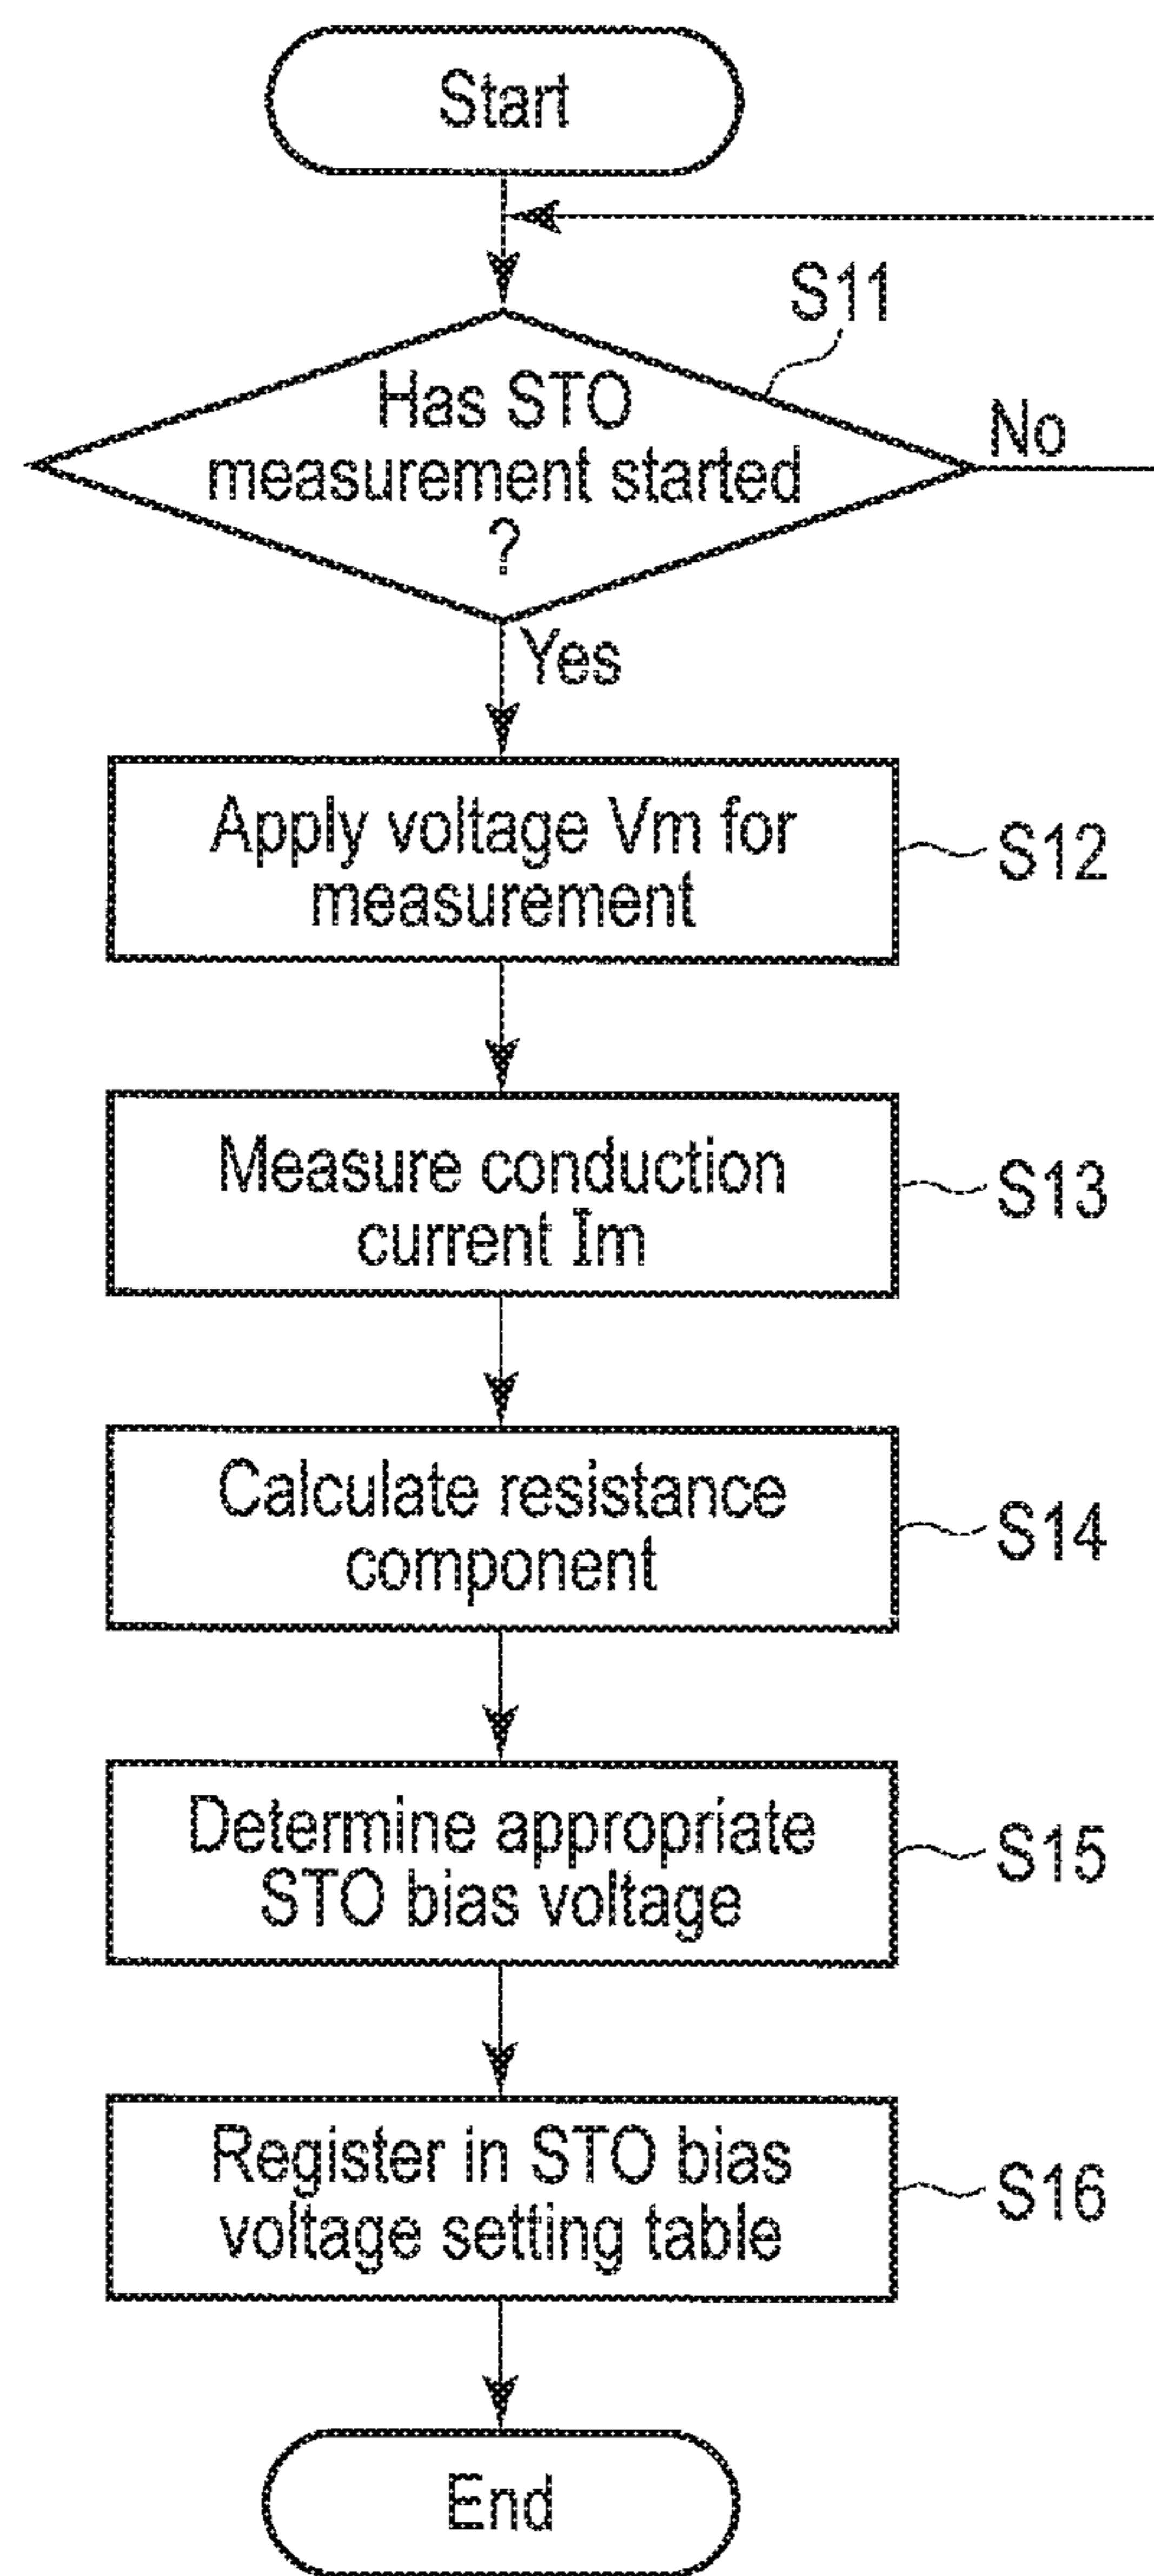 Start
S11
Has STO
measurement started
?
No
Yes
Apply voltage Vm for
measurement
S12
Measure conduction
current Im
S13
Calculate resistance
component
S14
Determine appropriate
STO bias voltage
S15
Register in STO bias
voltage setting table
S16
End